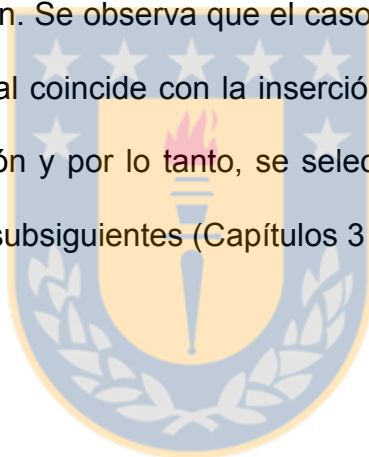 n. Se observa que el caso
al coincide con la inserció
ón y por lo tanto, se selec
subsiguientes (Capítulos 3